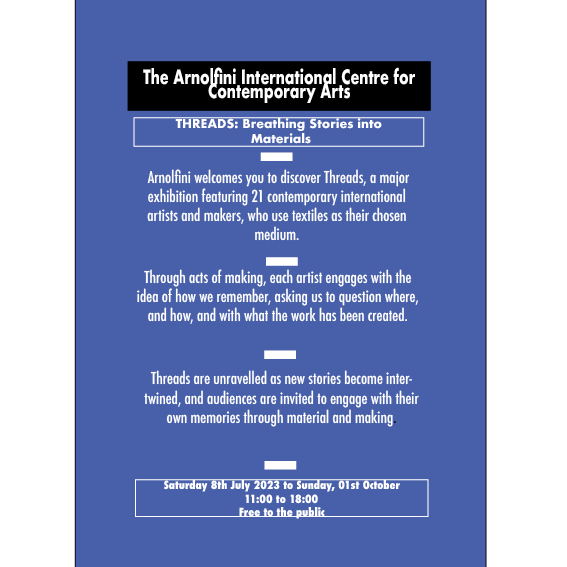 The Arnolfini International Centre for
Contemporary Arts
THREADS: Breathing Stories into
Materials
Arnolfini welcomes you to discover Threads, a major
exhibition featuring 21 contemporary international
artists and makers, who use textiles as their chosen
medium.
Through acts of making, each artist engages with the
idea of how we remember, asking us to question where,
and how, and with what the work has been created.
Threads are unravelled as new stories become inter-
twined, and audiences are invited to engage with their
own memories through material and making.
Saturday 8th July 2023 to Sunday, 01st October
11:00 to 18:00
Free to the public